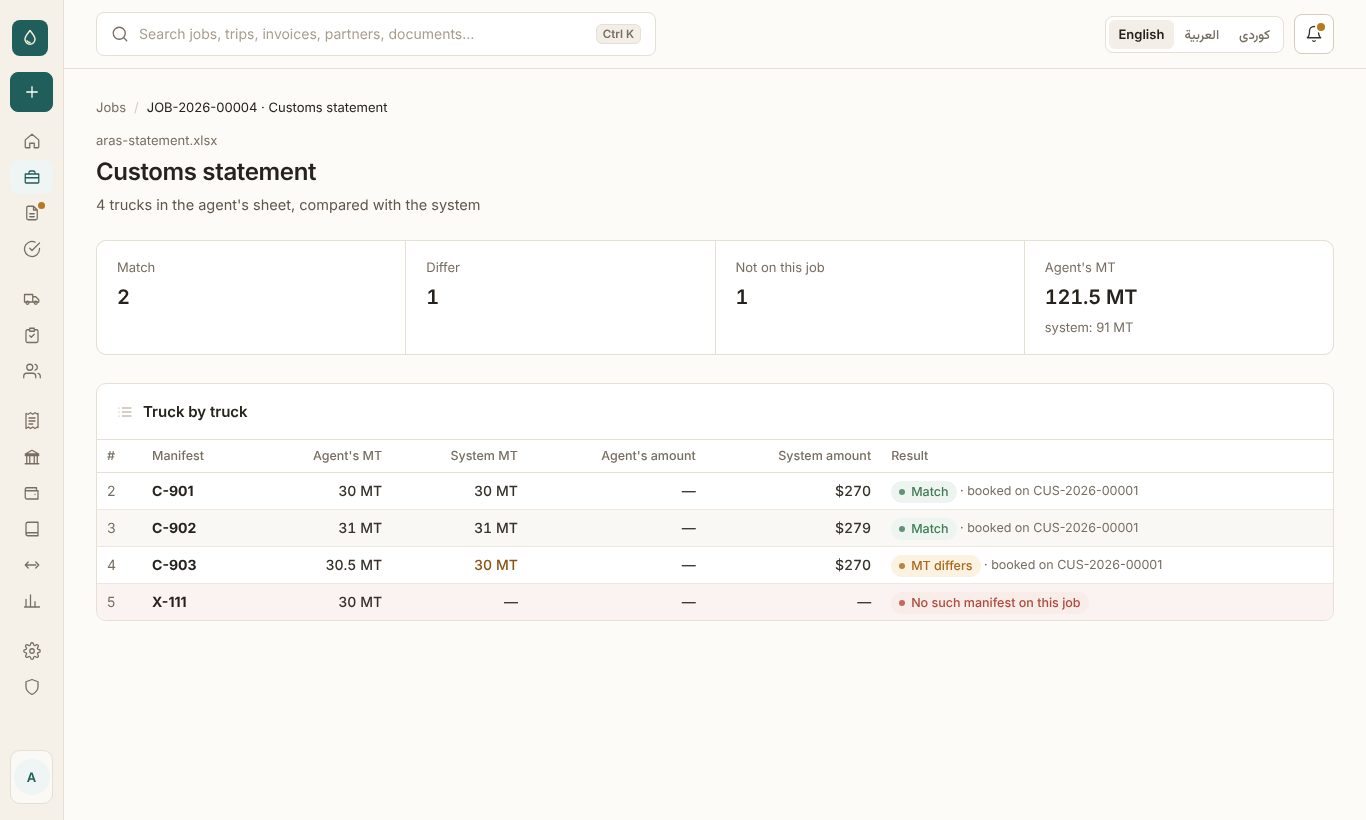 Search jobs, trips, invoices, partners, documents...
Ctrl K
English
العربية
كوردی
Jobs / JOB-2026-00004 · Customs statement
aras-statement.xlsx
Customs statement
4 trucks in the agent's sheet, compared with the system
Match
2
Differ
1
Not on this job
1
Agent's MT
121.5 MT
system: 91 MT
Truck by truck
# Manifest Agent's MT System MT Agent's amount System amount Result
2 C-901 30 MT 30 MT — $270 Match · booked on CUS-2026-00001
3 C-902 31 MT 31 MT — $279 Match · booked on CUS-2026-00001
4 C-903 30.5 MT 30 MT — $270 MT differs · booked on CUS-2026-00001
5 X-111 30 MT — — — No such manifest on this job
A